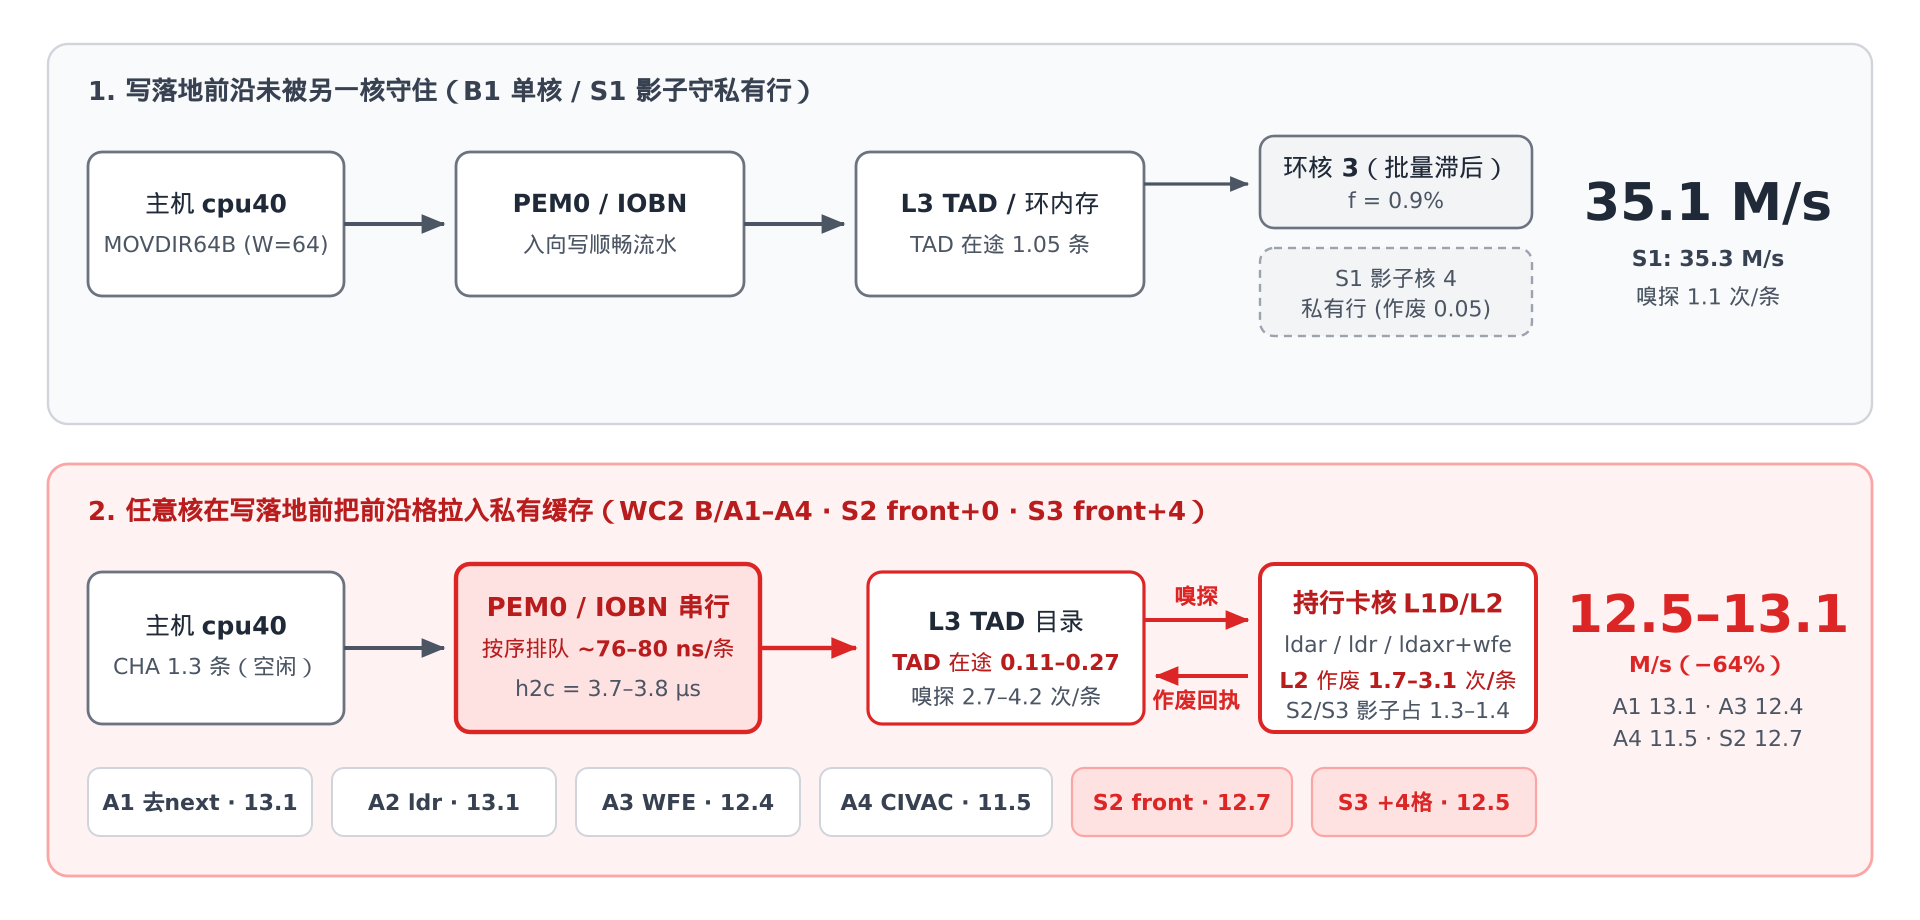 1. 写落地前沿未被另一核守住（B1 单核 / S1 影子守私有行）
主机 cpu40
MOVDIR64B (W=64)
PEM0 / IOBN
入向写顺畅流水
L3 TAD / 环内存
TAD 在途 1.05 条
环核 3（批量滞后）
f = 0.9%
S1 影子核 4
私有行 (作废 0.05)
35.1 M/s
S1: 35.3 M/s
嗅探 1.1 次/条
2. 任意核在写落地前把前沿格拉入私有缓存（WC2 B/A1–A4 · S2 front+0 · S3 front+4）
主机 cpu40
CHA 1.3 条（空闲）
PEM0 / IOBN 串行
按序排队 ~76–80 ns/条
h2c = 3.7–3.8 µs
L3 TAD 目录
TAD 在途 0.11–0.27
嗅探 2.7–4.2 次/条
嗅探
作废回执
持行卡核 L1D/L2
ldar / ldr / ldaxr+wfe
L2 作废 1.7–3.1 次/条
S2/S3 影子占 1.3–1.4
12.5–13.1
M/s（−64%）
A1 13.1 · A3 12.4
A4 11.5 · S2 12.7
A1 去next · 13.1
A2 ldr · 13.1
A3 WFE · 12.4
A4 CIVAC · 11.5
S2 front · 12.7
S3 +4格 · 12.5